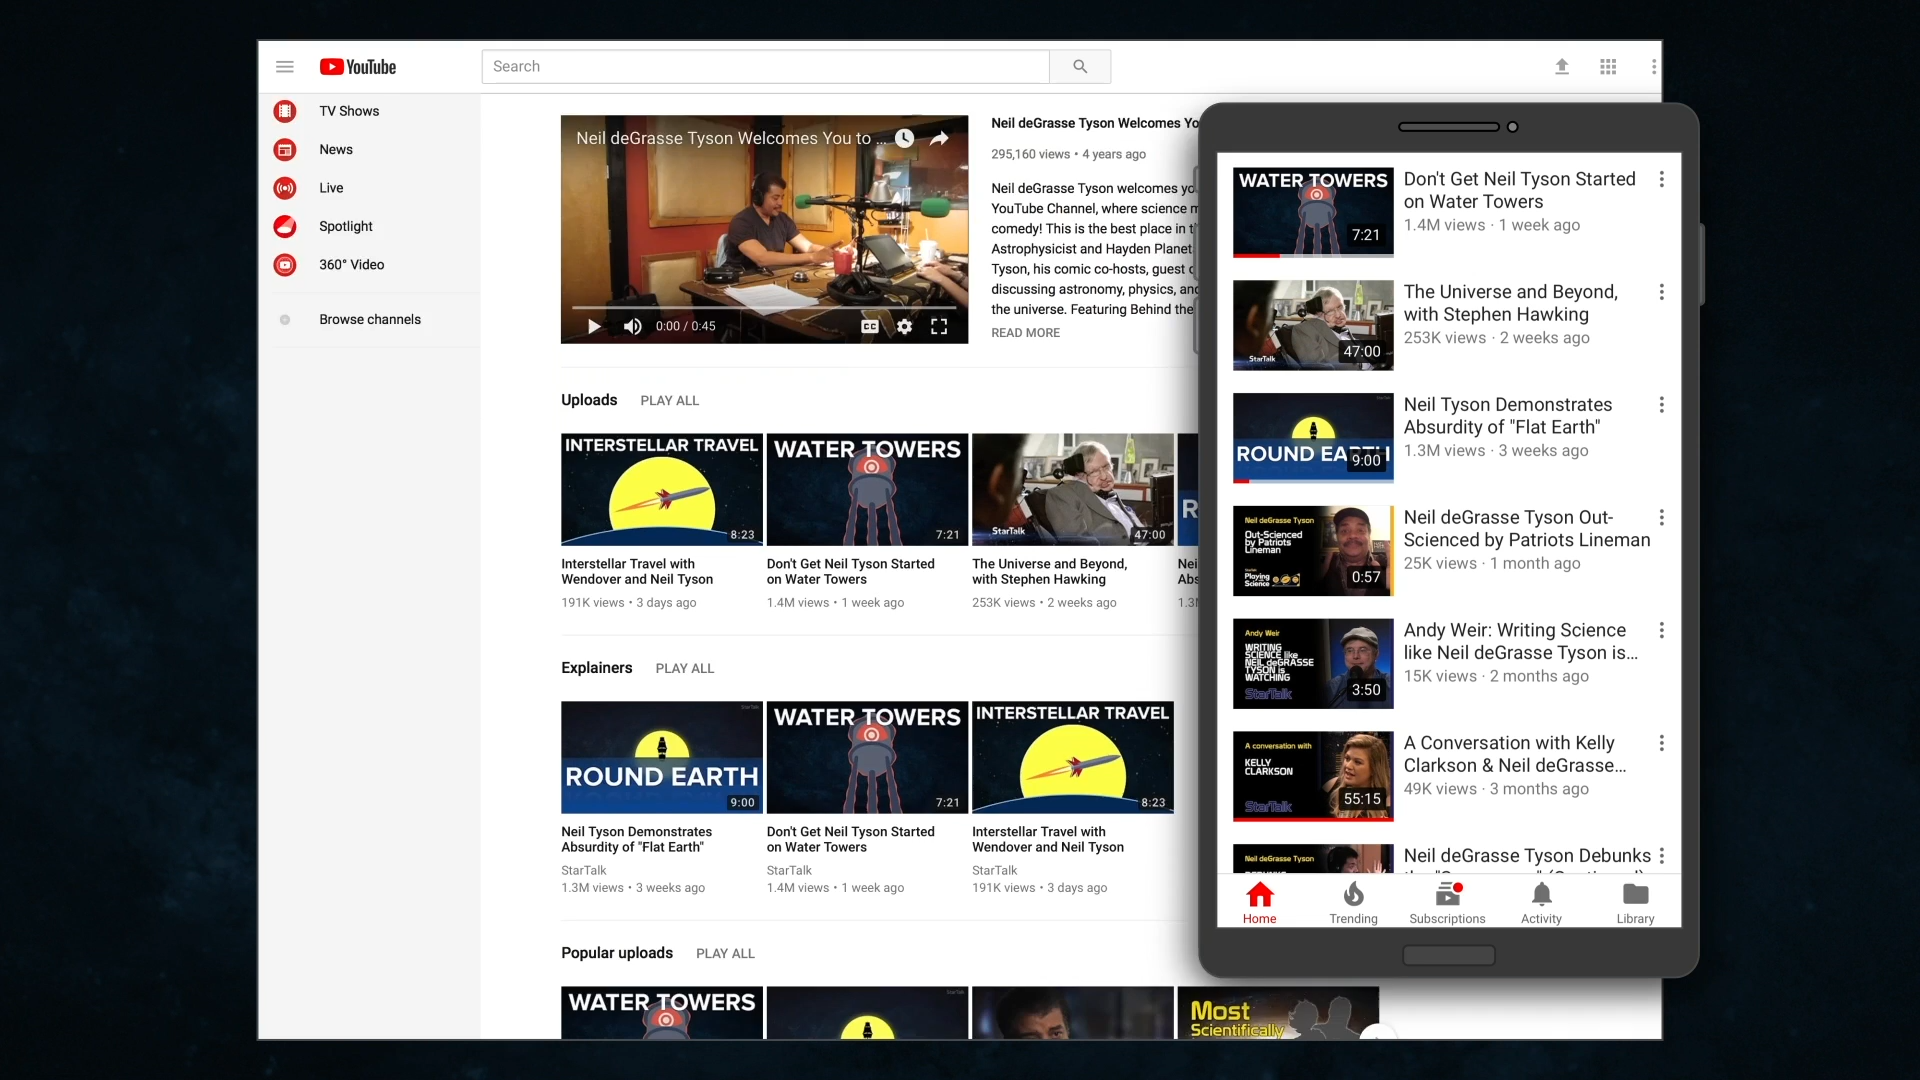 YouTube
Search
TV Shows
News
Live
Spotlight
360° Video
Browse channels
Neil deGrasse Tyson Welcomes You to ...
0:00 / 0:45
CC
Neil deGrasse Tyson Welcomes Yo
295,160 views • 4 years ago
Neil deGrasse Tyson welcomes yo
YouTube Channel, where science m
comedy! This is the best place in t
Astrophysicist and Hayden Planet
Tyson, his comic co-hosts, guest c
discussing astronomy, physics, and
the universe. Featuring Behind the
READ MORE
Uploads PLAY ALL
INTERSTELLAR TRAVEL
8:23
Interstellar Travel with
Wendover and Neil Tyson
191K views • 3 days ago
WATER TOWERS
7:21
Don't Get Neil Tyson Started
on Water Towers
1.4M views • 1 week ago
StarTalk
47:00
The Universe and Beyond,
with Stephen Hawking
253K views • 2 weeks ago
R
Nei
Abs
1.3M
Explainers PLAY ALL
StarTalk
ROUND EARTH
9:00
Neil Tyson Demonstrates
Absurdity of "Flat Earth"
StarTalk
1.3M views • 3 weeks ago
WATER TOWERS
7:21
Don't Get Neil Tyson Started
on Water Towers
StarTalk
1.4M views • 1 week ago
INTERSTELLAR TRAVEL
8:23
Interstellar Travel with
Wendover and Neil Tyson
StarTalk
191K views • 3 days ago
Popular uploads PLAY ALL
WATER TOWERS
StarTalk
Most
Scientifically
WATER TOWERS
7:21
Don't Get Neil Tyson Started
on Water Towers
1.4M views · 1 week ago
StarTalk
47:00
The Universe and Beyond,
with Stephen Hawking
253K views · 2 weeks ago
ROUND EARTH
9:00
Neil Tyson Demonstrates
Absurdity of "Flat Earth"
1.3M views · 3 weeks ago
Neil deGrasse Tyson
Out-Scienced
by Patriots
Lineman
StarTalk
Playing
Science
0:57
Neil deGrasse Tyson Out-
Scienced by Patriots Lineman
25K views · 1 month ago
Andy Weir
WRITING
SCIENCE like
NEIL deGRASSE
TYSON is
WATCHING
StarTalk
3:50
Andy Weir: Writing Science
like Neil deGrasse Tyson is...
15K views · 2 months ago
A conversation with
KELLY
CLARKSON
StarTalk
55:15
A Conversation with Kelly
Clarkson & Neil deGrasse...
49K views · 3 months ago
Neil deGrasse Tyson
Neil deGrasse Tyson Debunks
Home
Trending
Subscriptions
Activity
Library